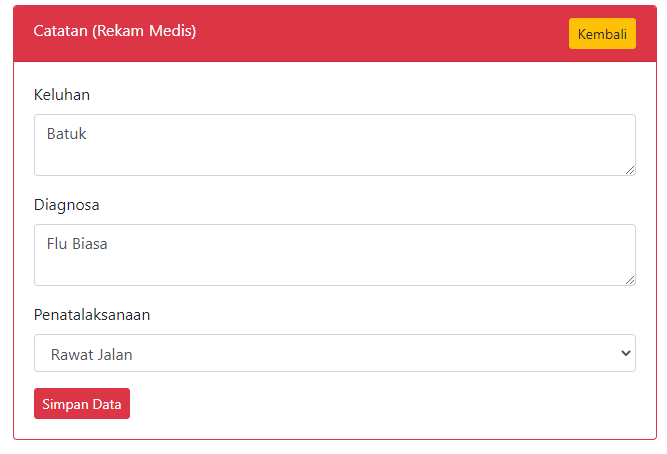 Catatan (Rekam Medis)
Kembali
Keluhan
Batuk
Diagnosa
Flu Biasa
Penatalaksanaan
Rawat Jalan
Simpan Data